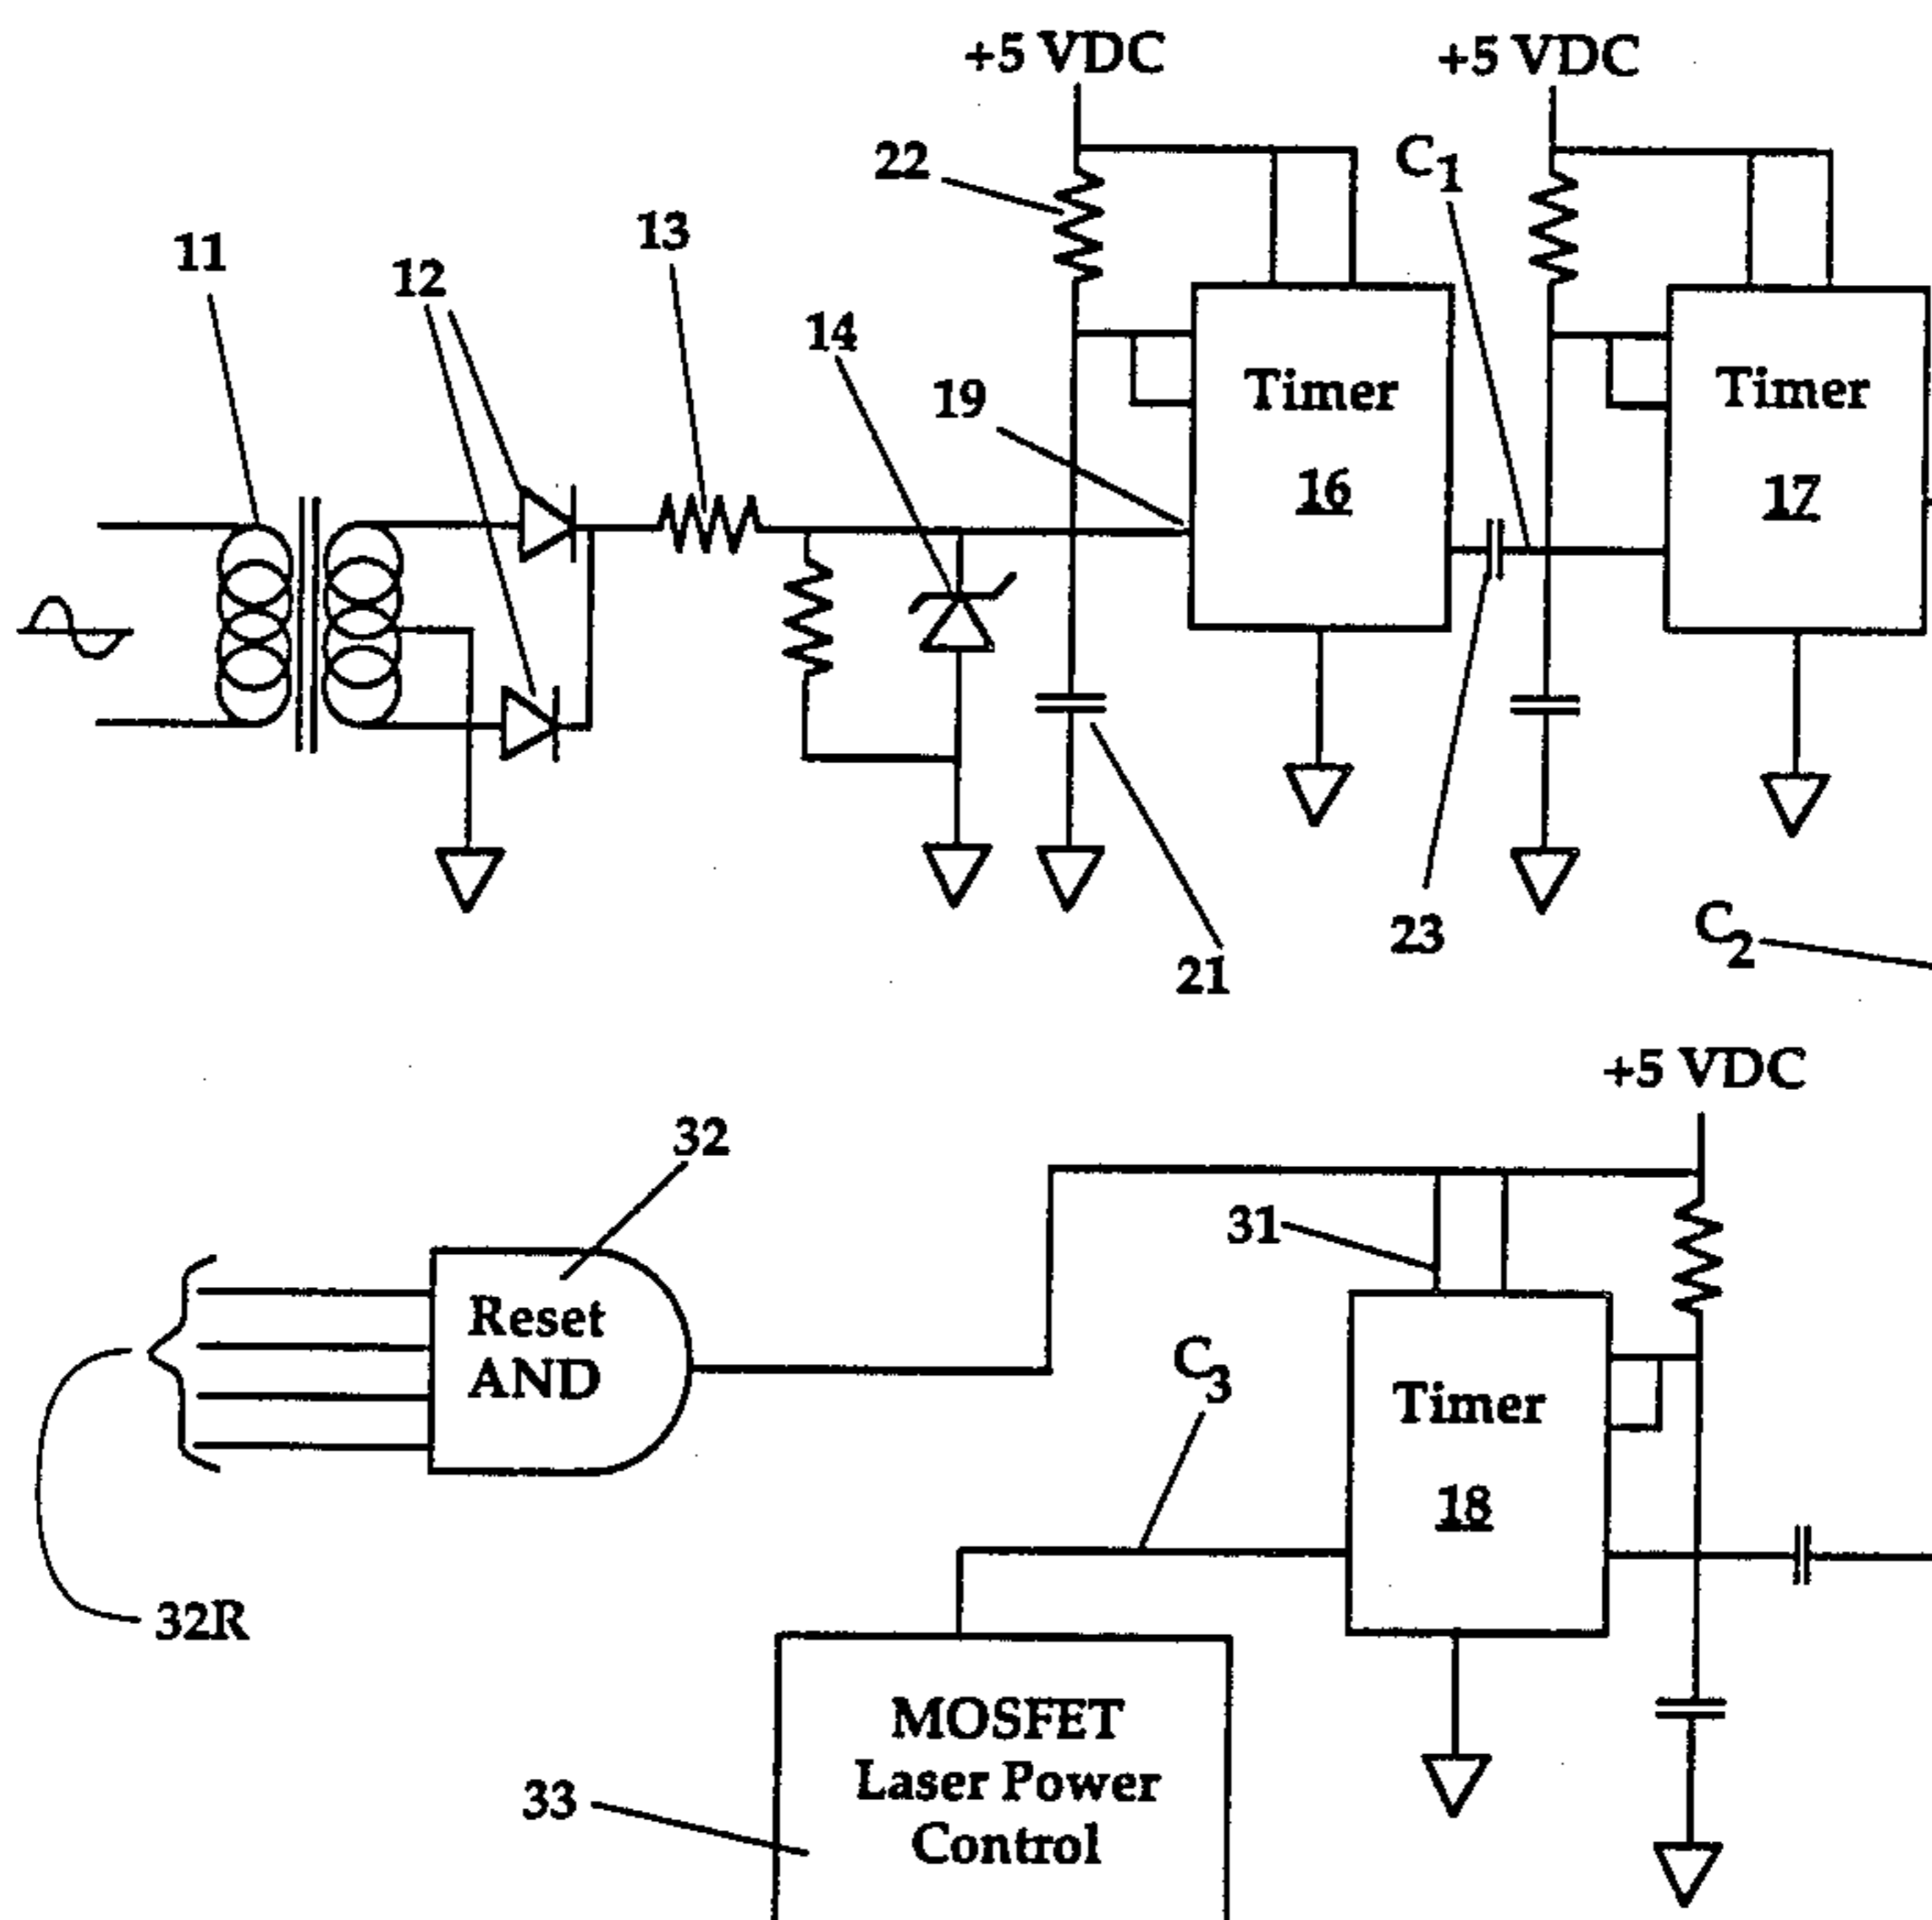 +5 VDC
+5 VDC
22
C1
13
11
12
14
19
Timer
16
Timer
17
23
21
C2
+5 VDC
32
31
Reset
AND
C3
Timer
18
32R
MOSFET
Laser Power
Control
33